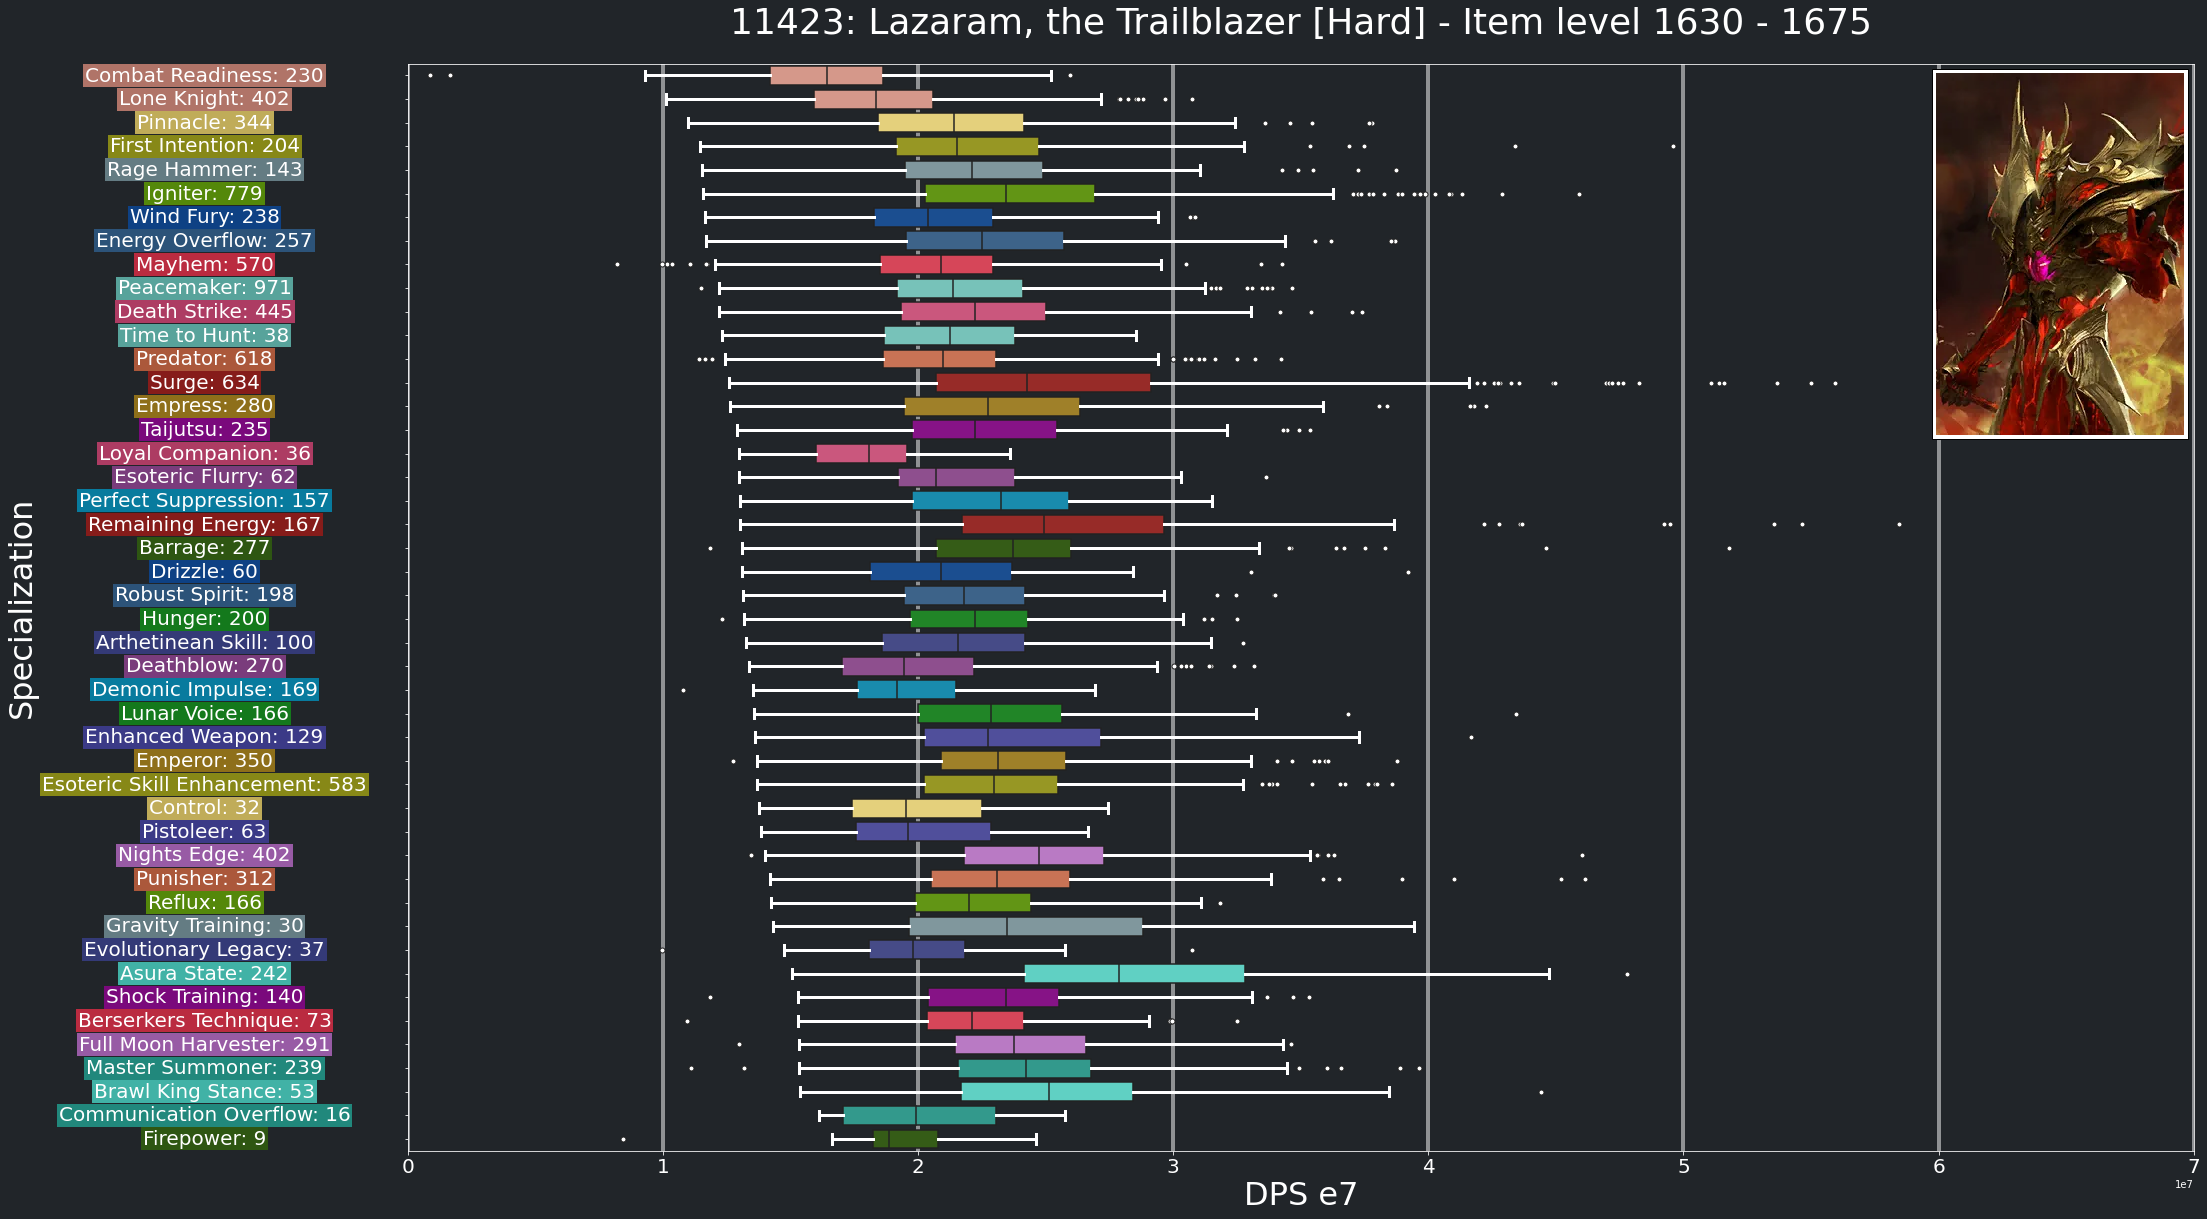 11423: Lazaram, the Trailblazer [Hard] - Item level 1630 - 1675
Specialization
Combat Readiness: 230
Lone Knight: 402
Pinnacle: 344
First Intention: 204
Rage Hammer: 143
Igniter: 779
Wind Fury: 238
Energy Overflow: 257
Mayhem: 570
Peacemaker: 971
Death Strike: 445
Time to Hunt: 38
Predator: 618
Surge: 634
Empress: 280
Taijutsu: 235
Loyal Companion: 36
Esoteric Flurry: 62
Perfect Suppression: 157
Remaining Energy: 167
Barrage: 277
Drizzle: 60
Robust Spirit: 198
Hunger: 200
Arthetinean Skill: 100
Deathblow: 270
Demonic Impulse: 169
Lunar Voice: 166
Enhanced Weapon: 129
Emperor: 350
Esoteric Skill Enhancement: 583
Control: 32
Pistoleer: 63
Nights Edge: 402
Punisher: 312
Reflux: 166
Gravity Training: 30
Evolutionary Legacy: 37
Asura State: 242
Shock Training: 140
Berserkers Technique: 73
Full Moon Harvester: 291
Master Summoner: 239
Brawl King Stance: 53
Communication Overflow: 16
Firepower: 9
0 1 2 3 4 5 6 7
1e7
DPS e7